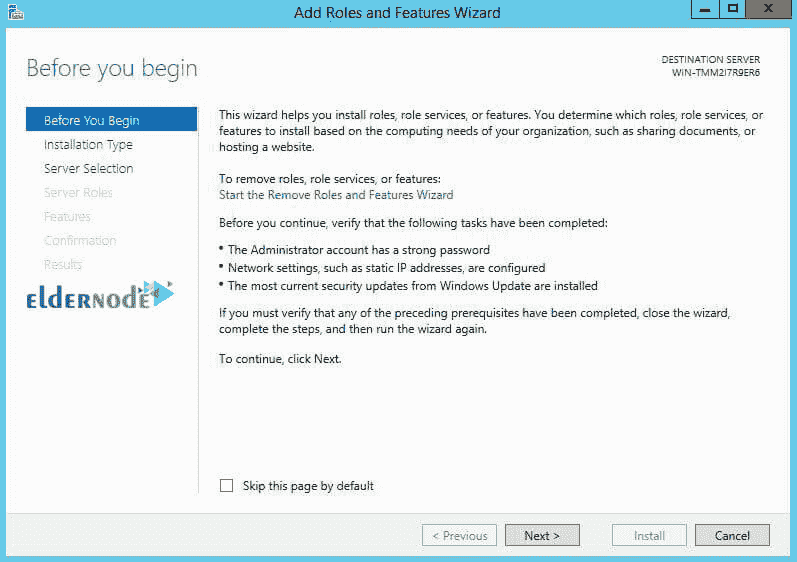 Add Roles and Features Wizard
Before you begin
DESTINATION SERVER
WIN-TMM2I7R9ER6
Before You Begin
Installation Type
Server Selection
Server Roles
Features
Confirmation
Results
ELDERNODE
This wizard helps you install roles, role services, or features. You determine which roles, role services, or
features to install based on the computing needs of your organization, such as sharing documents, or
hosting a website.
To remove roles, role services, or features:
Start the Remove Roles and Features Wizard
Before you continue, verify that the following tasks have been completed:
• The Administrator account has a strong password
• Network settings, such as static IP addresses, are configured
• The most current security updates from Windows Update are installed
If you must verify that any of the preceding prerequisites have been completed, close the wizard,
complete the steps, and then run the wizard again.
To continue, click Next.
Skip this page by default
< Previous
Next >
Install
Cancel